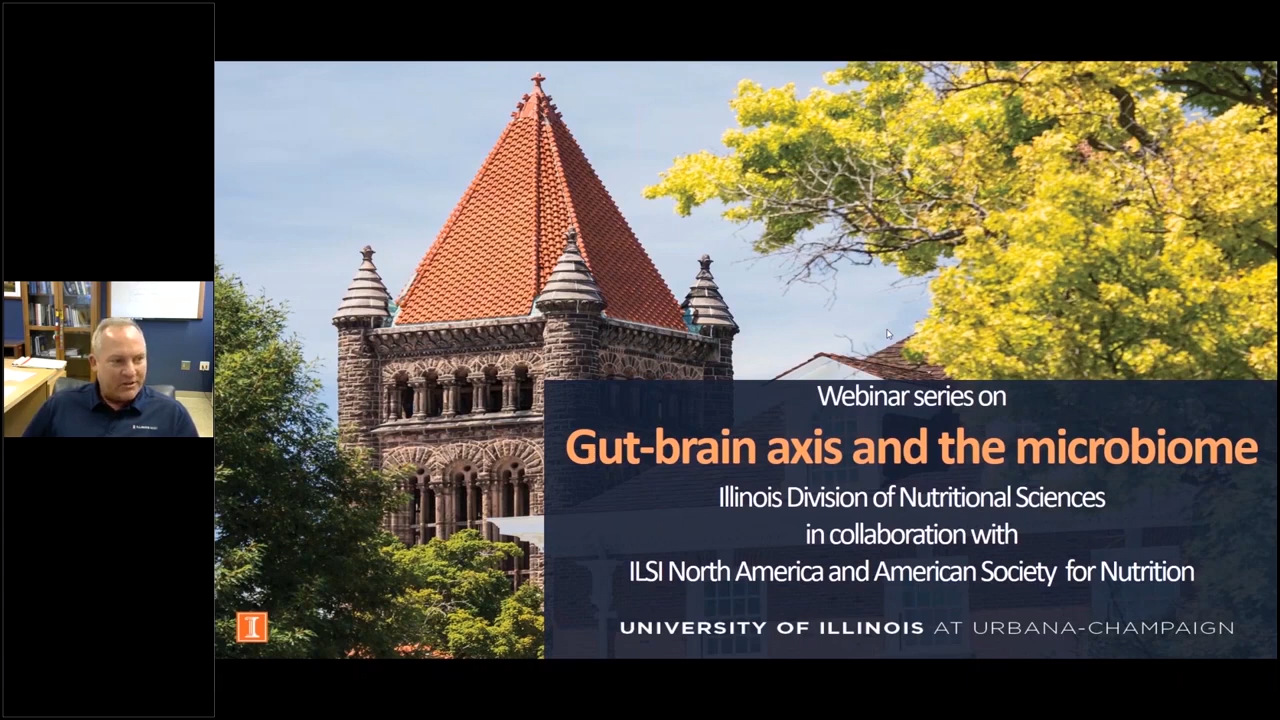 Webinar series on
Gut-brain axis and the microbiome
Illinois Division of Nutritional Sciences
in collaboration with
ILSI North America and American Society for Nutrition
I
UNIVERSITY OF ILLINOIS AT URBANA-CHAMPAIGN